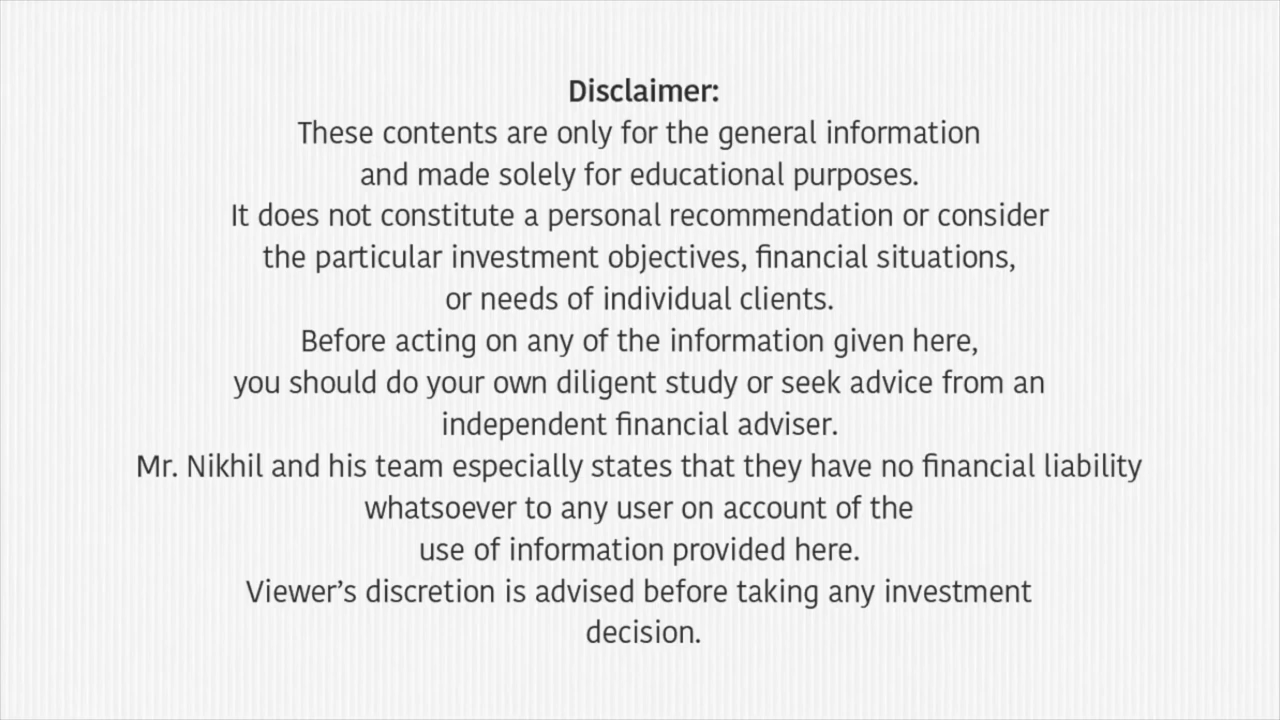 Disclaimer:
These contents are only for the general information
and made solely for educational purposes.
It does not constitute a personal recommendation or consider
the particular investment objectives, financial situations,
or needs of individual clients.
Before acting on any of the information given here,
you should do your own diligent study or seek advice from an
independent financial adviser.
Mr. Nikhil and his team especially states that they have no financial liability
whatsoever to any user on account of the
use of information provided here.
Viewer’s discretion is advised before taking any investment
decision.